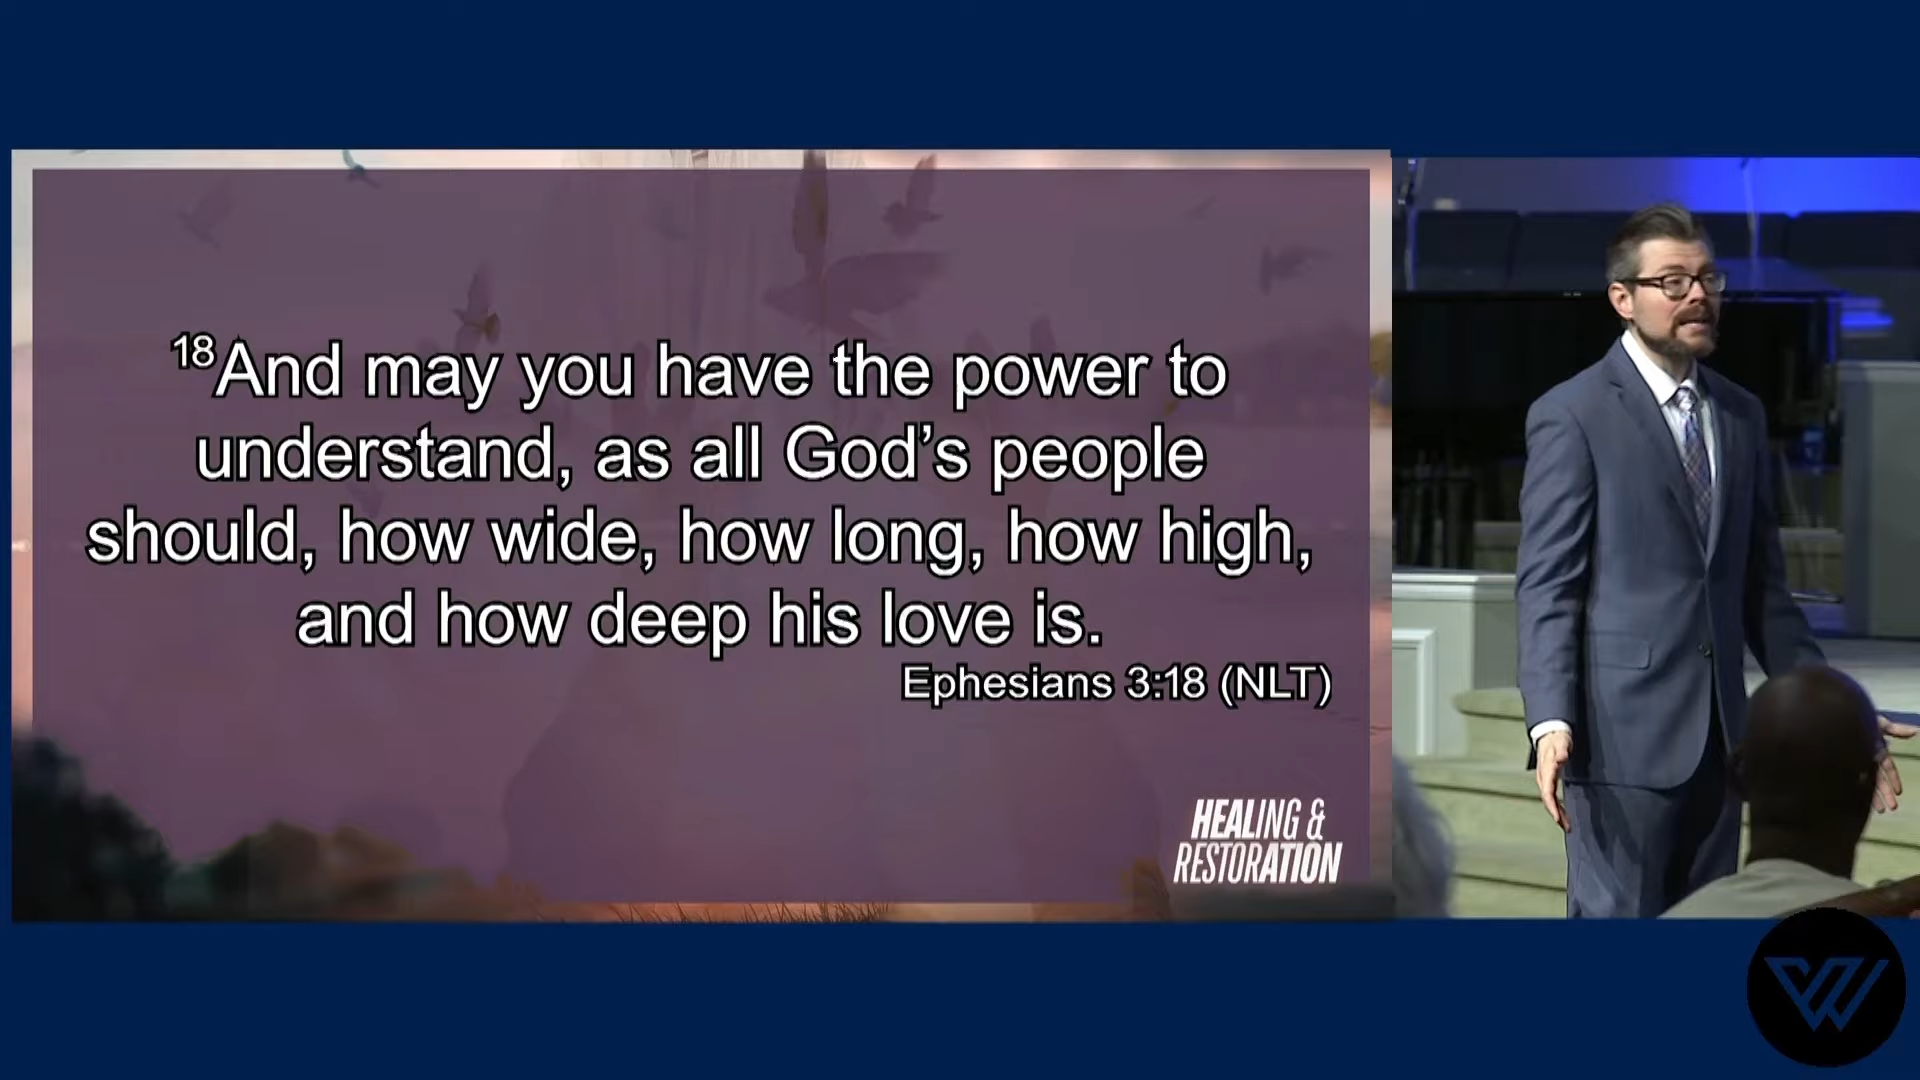 ¹⁸And may you have the power to
understand, as all God’s people
should, how wide, how long, how high,
and how deep his love is.
Ephesians 3:18 (NLT)
HEALING &
RESTORATION